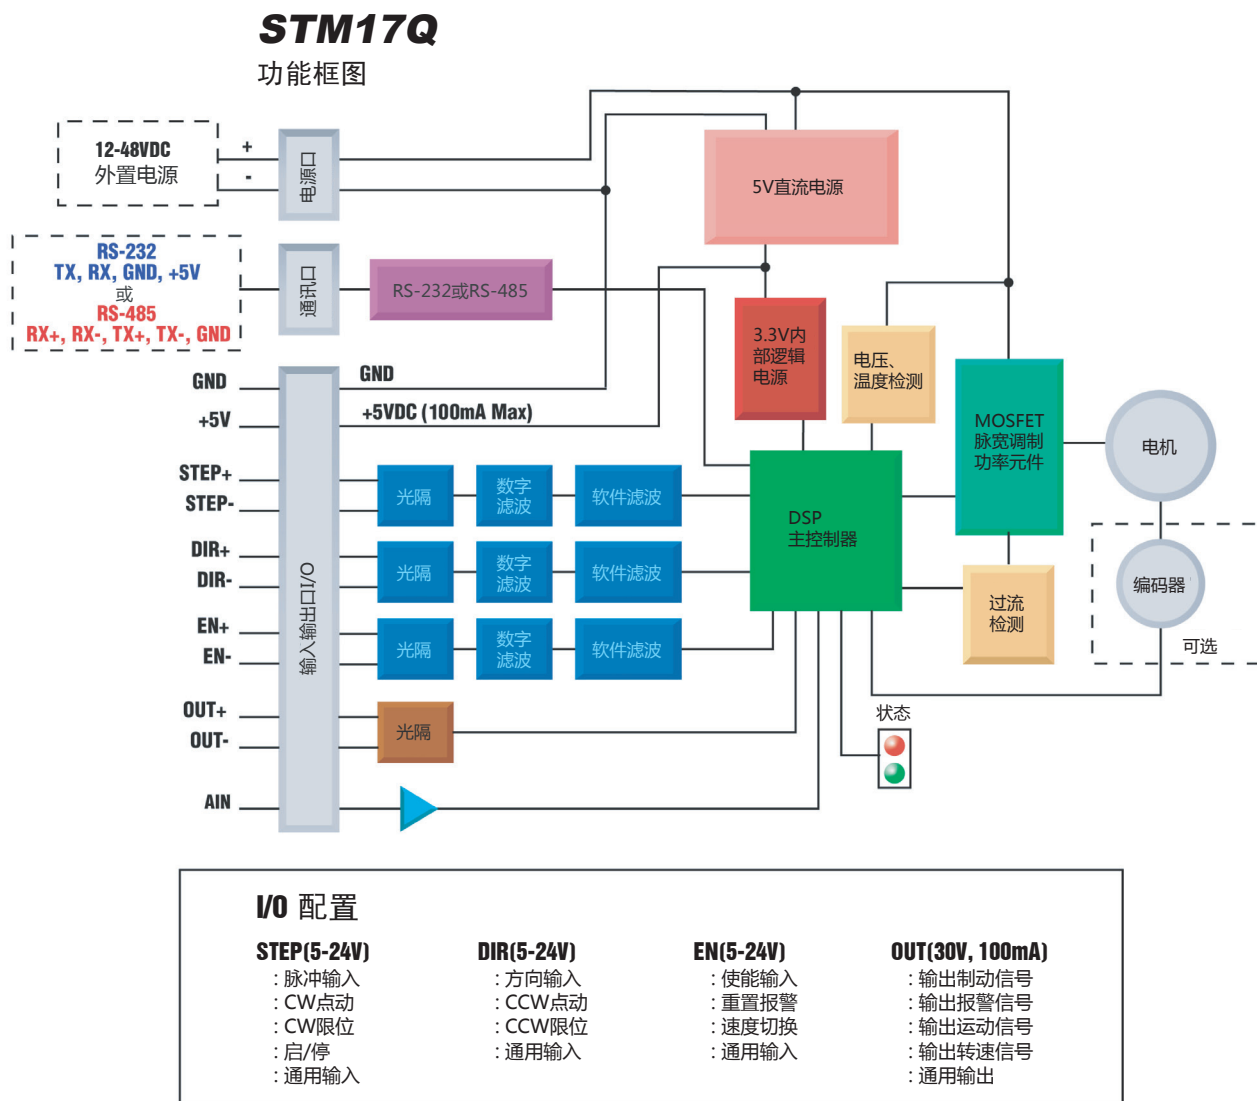 STM17Q
功能框图
12-48VDC
外置电源
+
-
电源口
5V直流电源
RS-232
TX, RX, GND, +5V
或
RS-485
RX+, RX-, TX+, TX-, GND
通讯口
RS-232或RS-485
3.3V内
部逻辑
电源
电压、
温度检测
MOSFET
脉宽调制
功率元件
电机
GND
GND
+5V
+5VDC (100mA Max)
输入输出口I/O
STEP+
STEP-
光隔
数字
滤波
软件滤波
DSP
主控制器
DIR+
DIR-
光隔
数字
滤波
软件滤波
过流
检测
编码器
可选
EN+
EN-
光隔
数字
滤波
软件滤波
OUT+
OUT-
光隔
状态
AIN
I/O 配置
STEP(5-24V)
: 脉冲输入
: CW点动
: CW限位
: 启/停
: 通用输入
DIR(5-24V)
: 方向输入
: CCW点动
: CCW限位
: 通用输入
EN(5-24V)
: 使能输入
: 重置报警
: 速度切换
: 通用输入
OUT(30V, 100mA)
: 输出制动信号
: 输出报警信号
: 输出运动信号
: 输出转速信号
: 通用输出